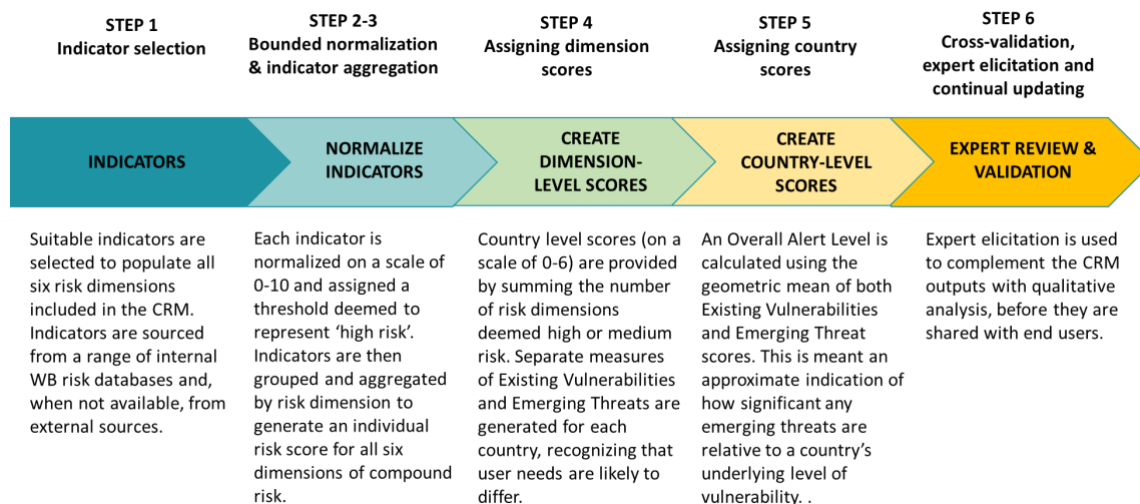 STEP 1
Indicator selection
STEP 2-3
Bounded normalization
& indicator aggregation
STEP 4
Assigning dimension
scores
STEP 5
Assigning country
scores
STEP 6
Cross-validation,
expert elicitation and
continual updating
INDICATORS
NORMALIZE
INDICATORS
CREATE
DIMENSION-
LEVEL SCORES
CREATE
COUNTRY-LEVEL
SCORES
EXPERT REVIEW &
VALIDATION
Suitable indicators are
selected to populate all
six risk dimensions
included in the CRM.
Indicators are sourced
from a range of internal
WB risk databases and,
when not available, from
external sources.
Each indicator is
normalized on a scale of
0-10 and assigned a
threshold deemed to
represent ‘high risk’.
Indicators are then
grouped and aggregated
by risk dimension to
generate an individual
risk score for all six
dimensions of compound
risk.
Country level scores (on a
scale of 0-6) are provided
by summing the number
of risk dimensions
deemed high or medium
risk. Separate measures
of Existing Vulnerabilities
and Emerging Threats are
generated for each
country, recognizing that
user needs are likely to
differ.
An Overall Alert Level is
calculated using the
geometric mean of both
Existing Vulnerabilities
and Emerging Threat
scores. This is meant an
approximate indication of
how significant any
emerging threats are
relative to a country’s
underlying level of
vulnerability. .
Expert elicitation is used
to complement the CRM
outputs with qualitative
analysis, before they are
shared with end users.